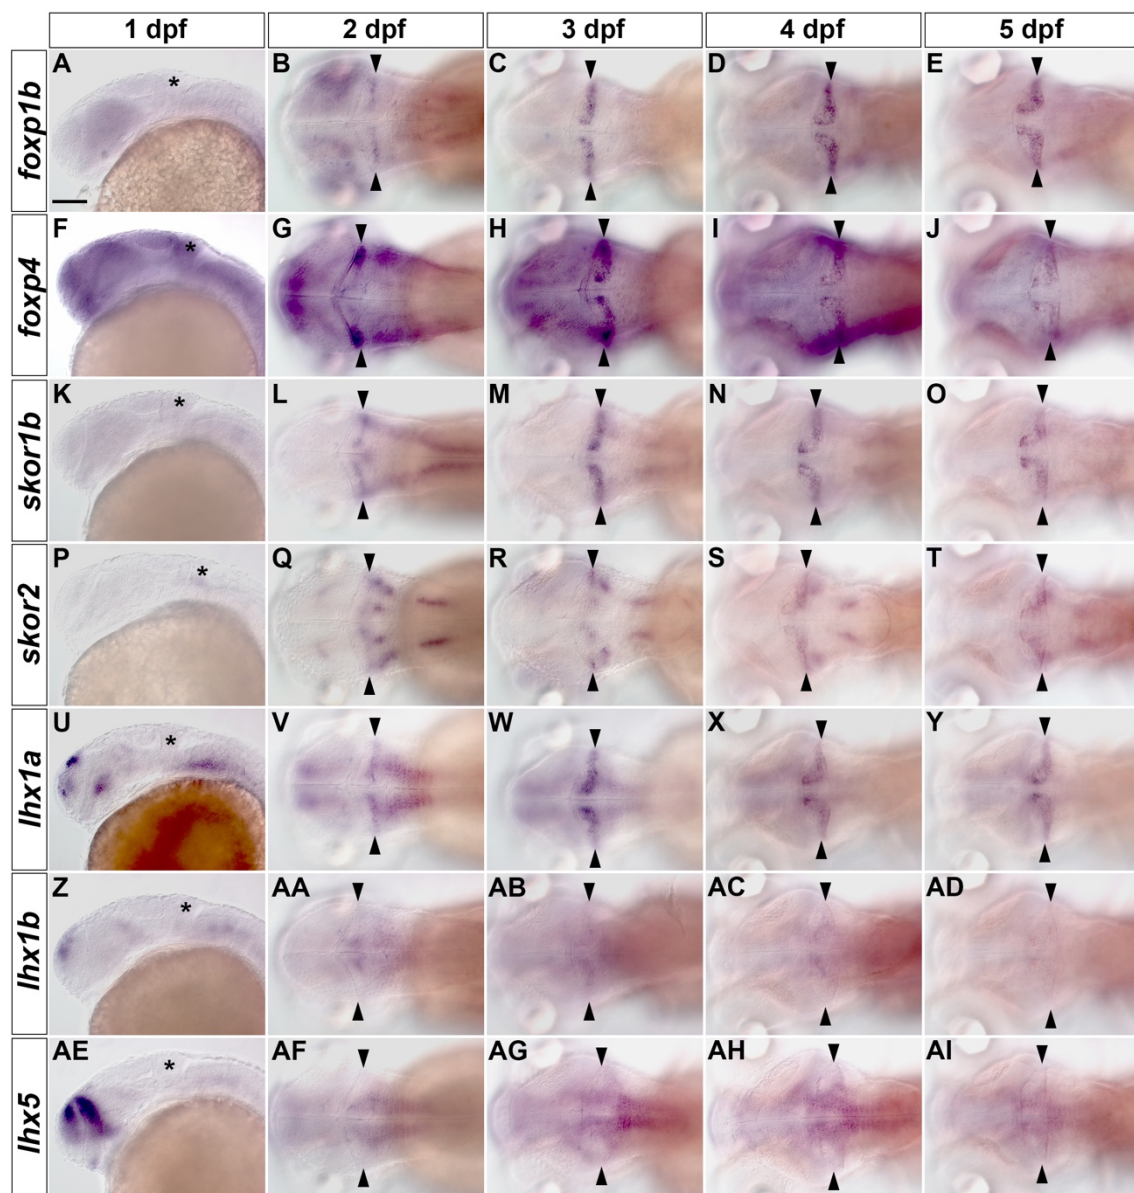 1 dpf 2 dpf 3 dpf 4 dpf 5 dpf
foxp1b A * B C D E
foxp4 F * G H I J
skor1b K * L M N O
skor2 P * Q R S T
lhx1a U * V W X Y
lhx1b Z * AA AB AC AD
lhx5 AE * AF AG AH AI